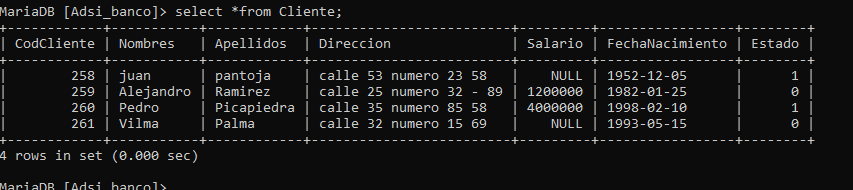 MariaDB [Adsi_banco]> select *from Cliente;
+------------+-----------+------------+------------------------+---------+-----------------+--------+
| CodCliente | Nombres   | Apellidos  | Direccion              | Salario | FechaNacimiento | Estado |
+------------+-----------+------------+------------------------+---------+-----------------+--------+
|        258 | juan      | pantoja    | calle 53 numero 23 58  |    NULL | 1952-12-05      |      1 |
|        259 | Alejandro | Ramirez    | calle 25 numero 32 - 89 | 1200000 | 1982-01-25      |      0 |
|        260 | Pedro     | Picapiedra | calle 35 numero 85 58  | 4000000 | 1998-02-10      |      1 |
|        261 | Vilma     | Palma      | calle 32 numero 15 69  |    NULL | 1993-05-15      |      0 |
+------------+-----------+------------+------------------------+---------+-----------------+--------+
4 rows in set (0.000 sec)
MariaDB [Adsi_banco]>